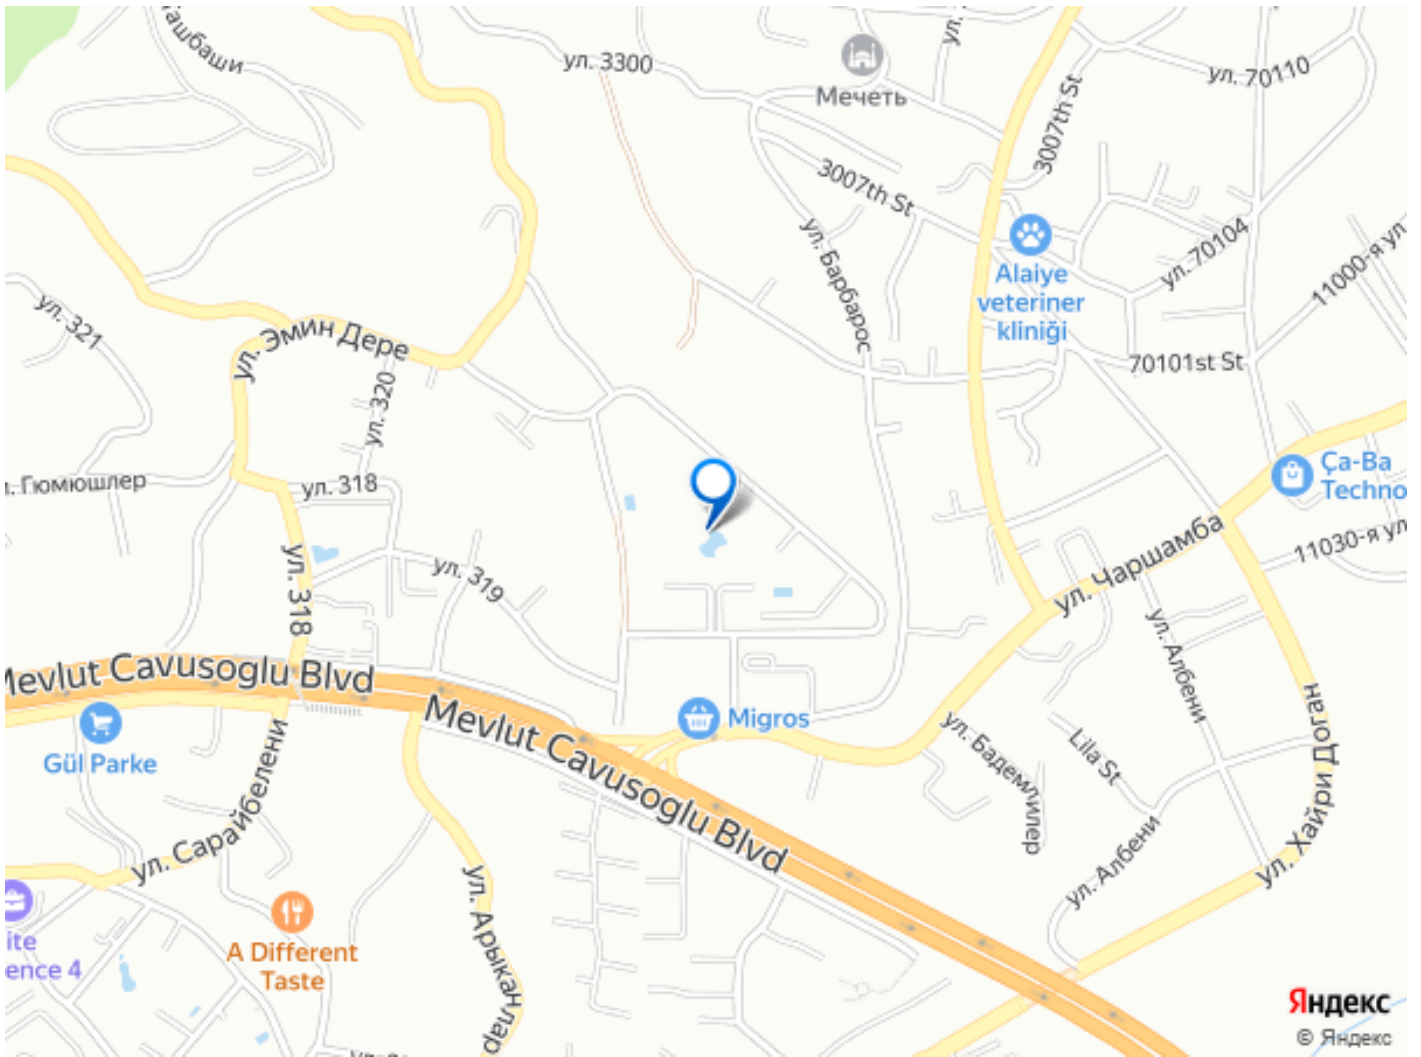 ул. 3300
Мечеть
ул. 70110
3007th St
3007th St
ул. Барбарос
ул. 70104
11000-я ул.
Alaiye
veteriner
kliniği
70101st St
ул. 321
ул. Эмин Дере
ул. 320
Гюмюшлер
ул. 318
Ça-Ba
Techno
11030-я ул
ул. Чаршамба
ул. 318
ул. 319
ул. Албени
Mevlut Cavusoglu Blvd
Mevlut Cavusoglu Blvd
Migros
Gül Parke
ул. Сарайбелени
ул. Бадемлилер
Lila St
ул. Хайри Доган
ул. Албени
ул. Арыканлар
A Different
Taste
ite
ence 4
Яндекс
© Яндекс